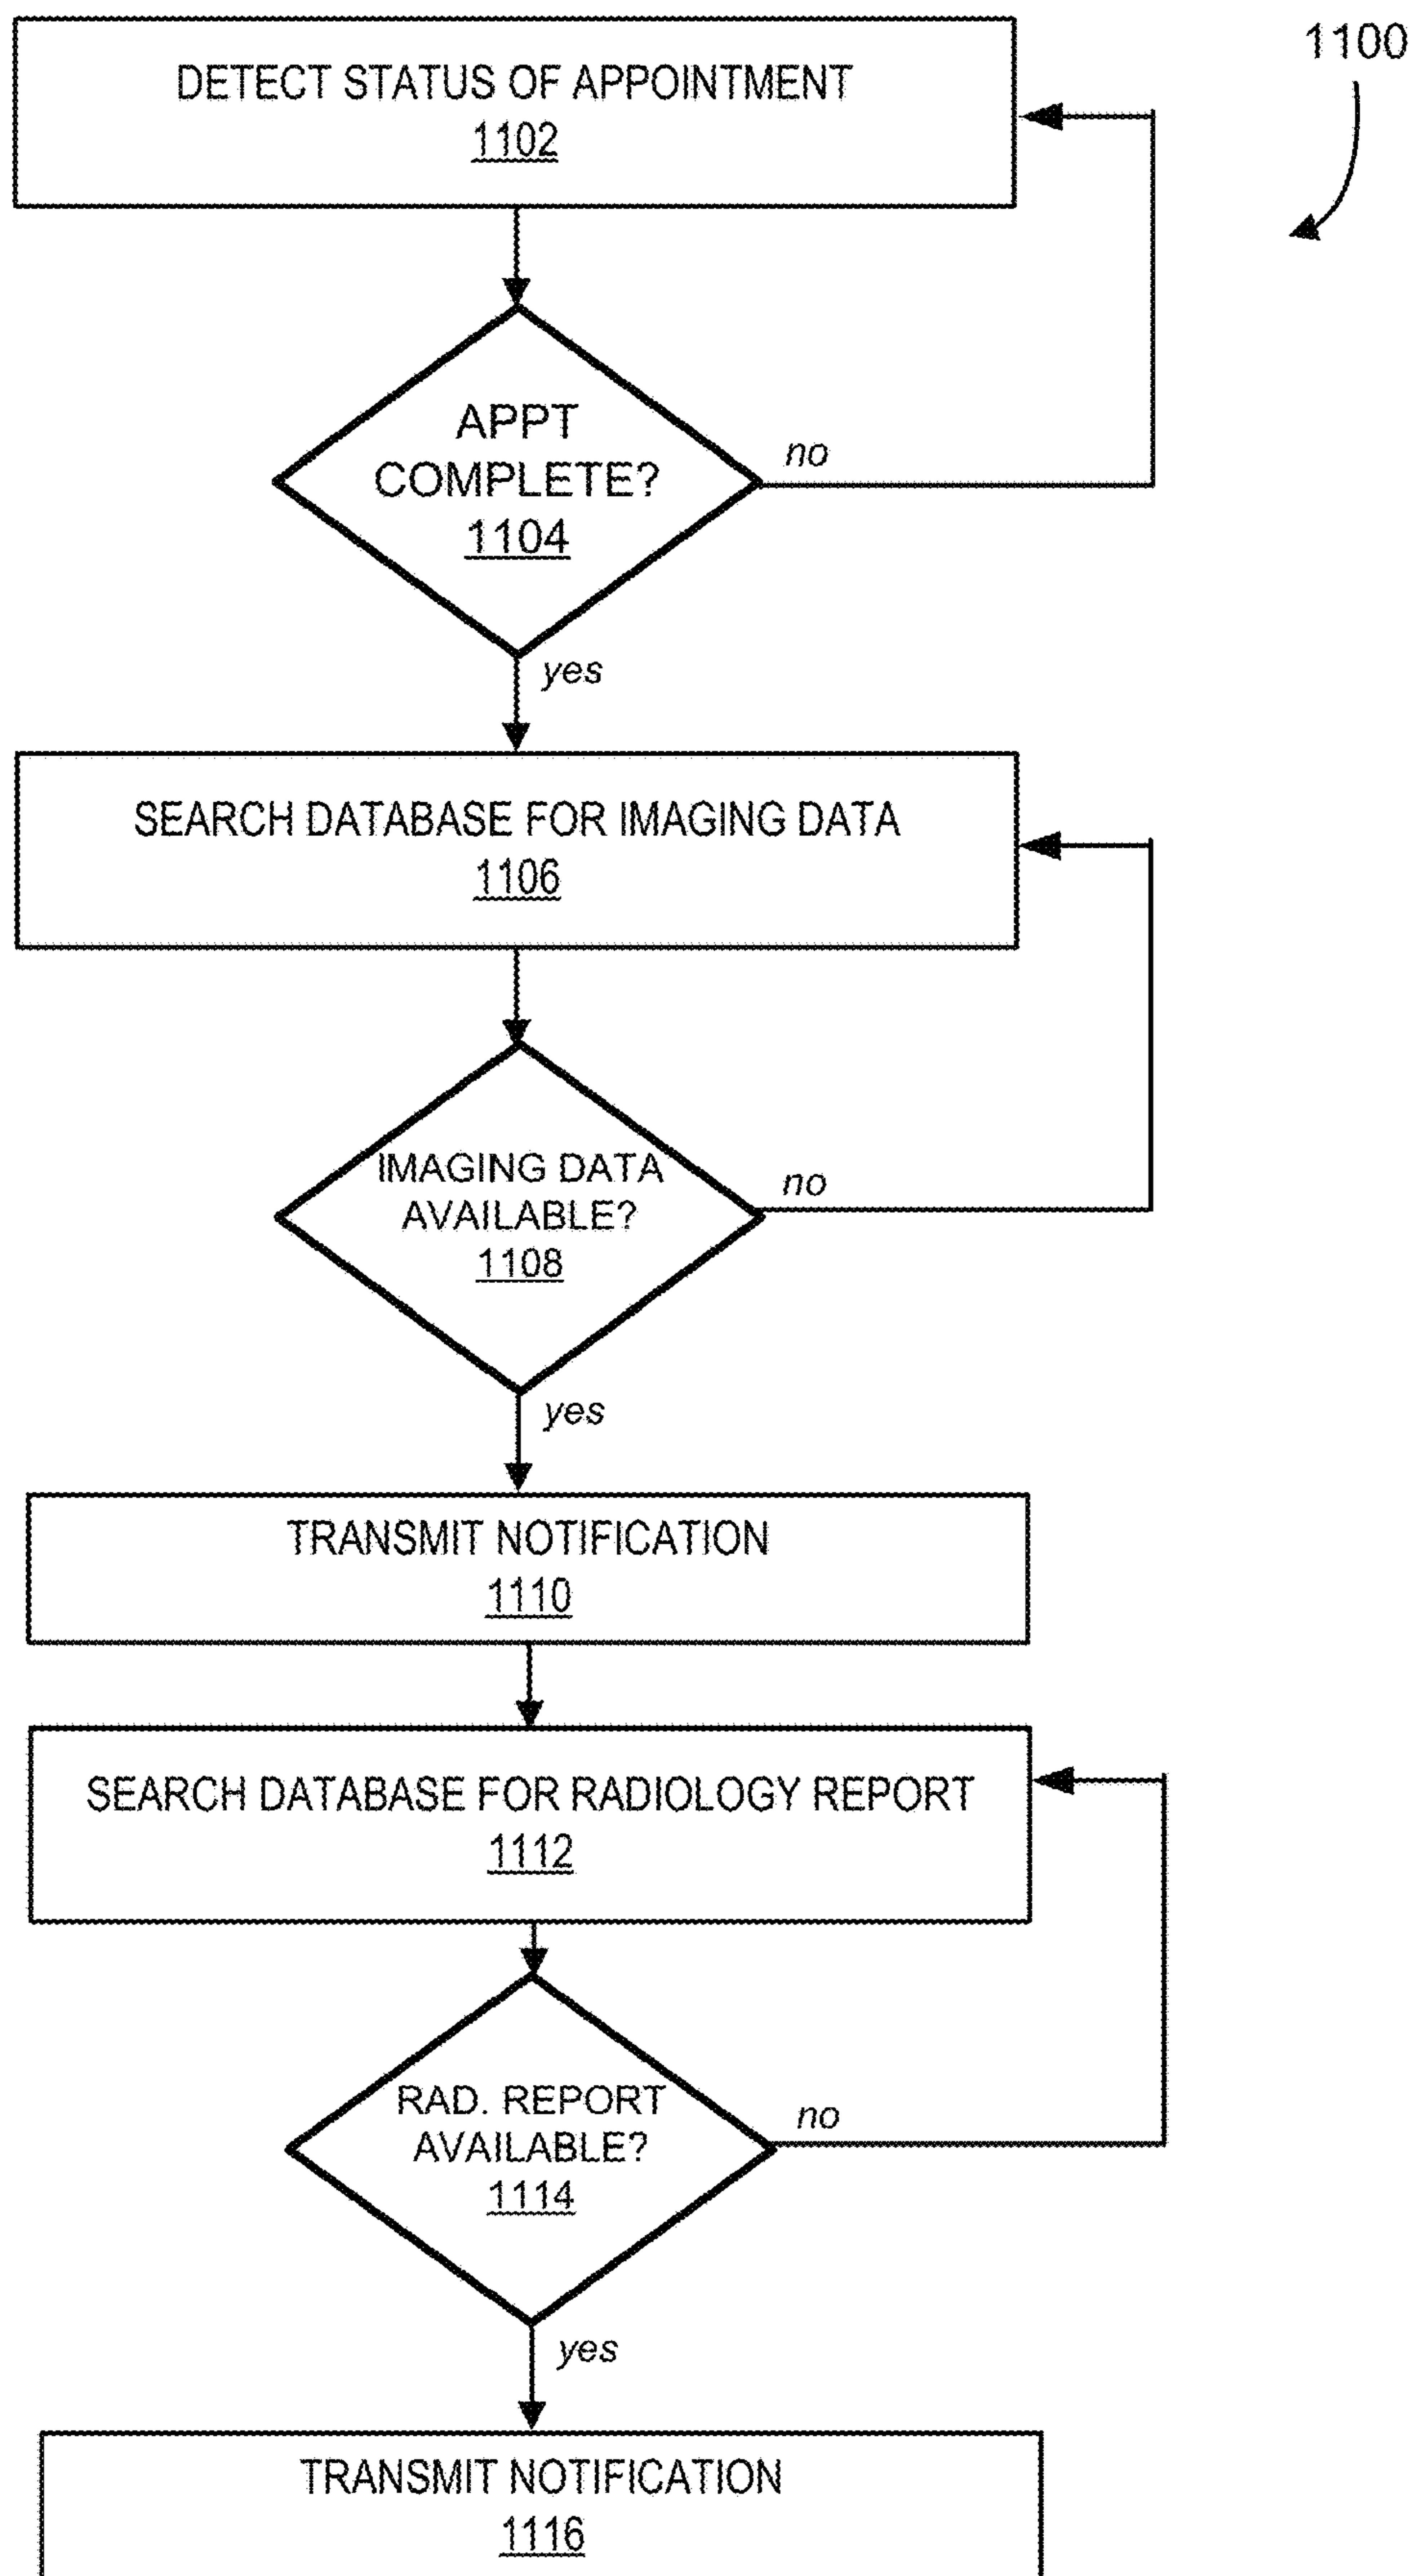 1100
DETECT STATUS OF APPOINTMENT
1102
APPT
COMPLETE?
1104
no
yes
SEARCH DATABASE FOR IMAGING DATA
1106
IMAGING DATA
AVAILABLE?
1108
no
yes
TRANSMIT NOTIFICATION
1110
SEARCH DATABASE FOR RADIOLOGY REPORT
1112
RAD. REPORT
AVAILABLE?
1114
no
yes
TRANSMIT NOTIFICATION
1116